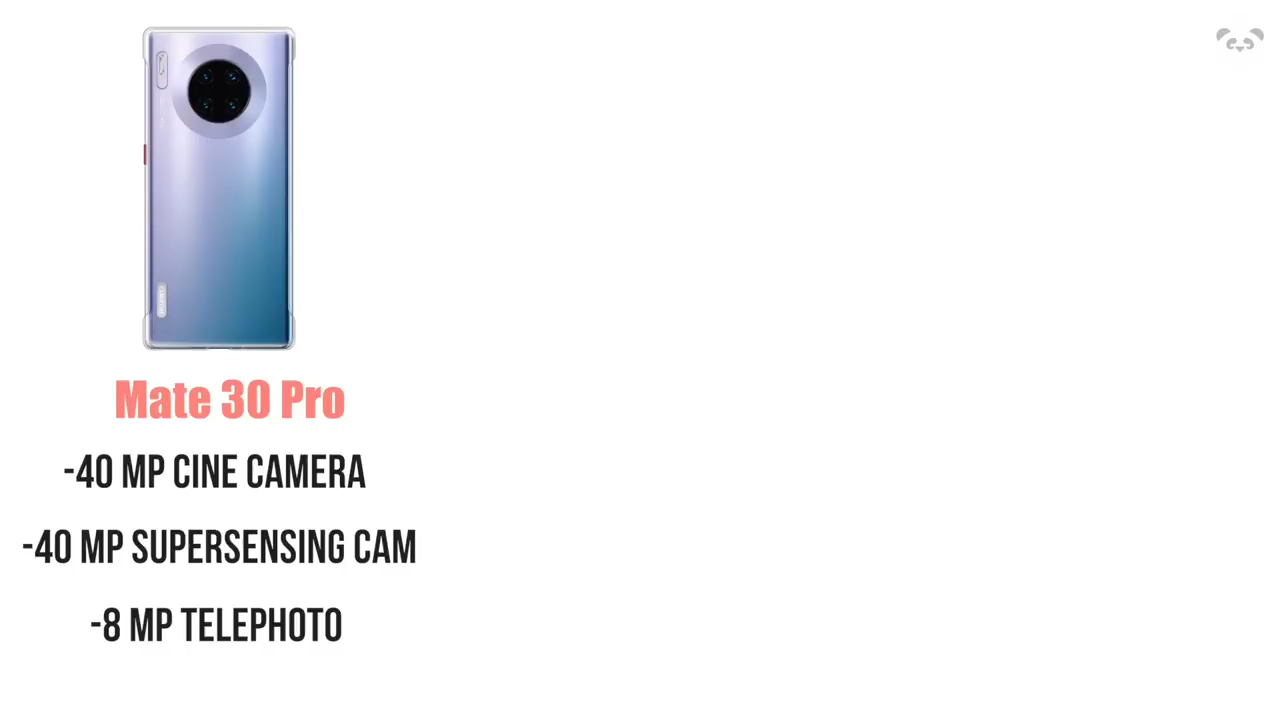 Mate 30 Pro
-40 MP CINE CAMERA
-40 MP SUPERSENSING CAM
-8 MP TELEPHOTO